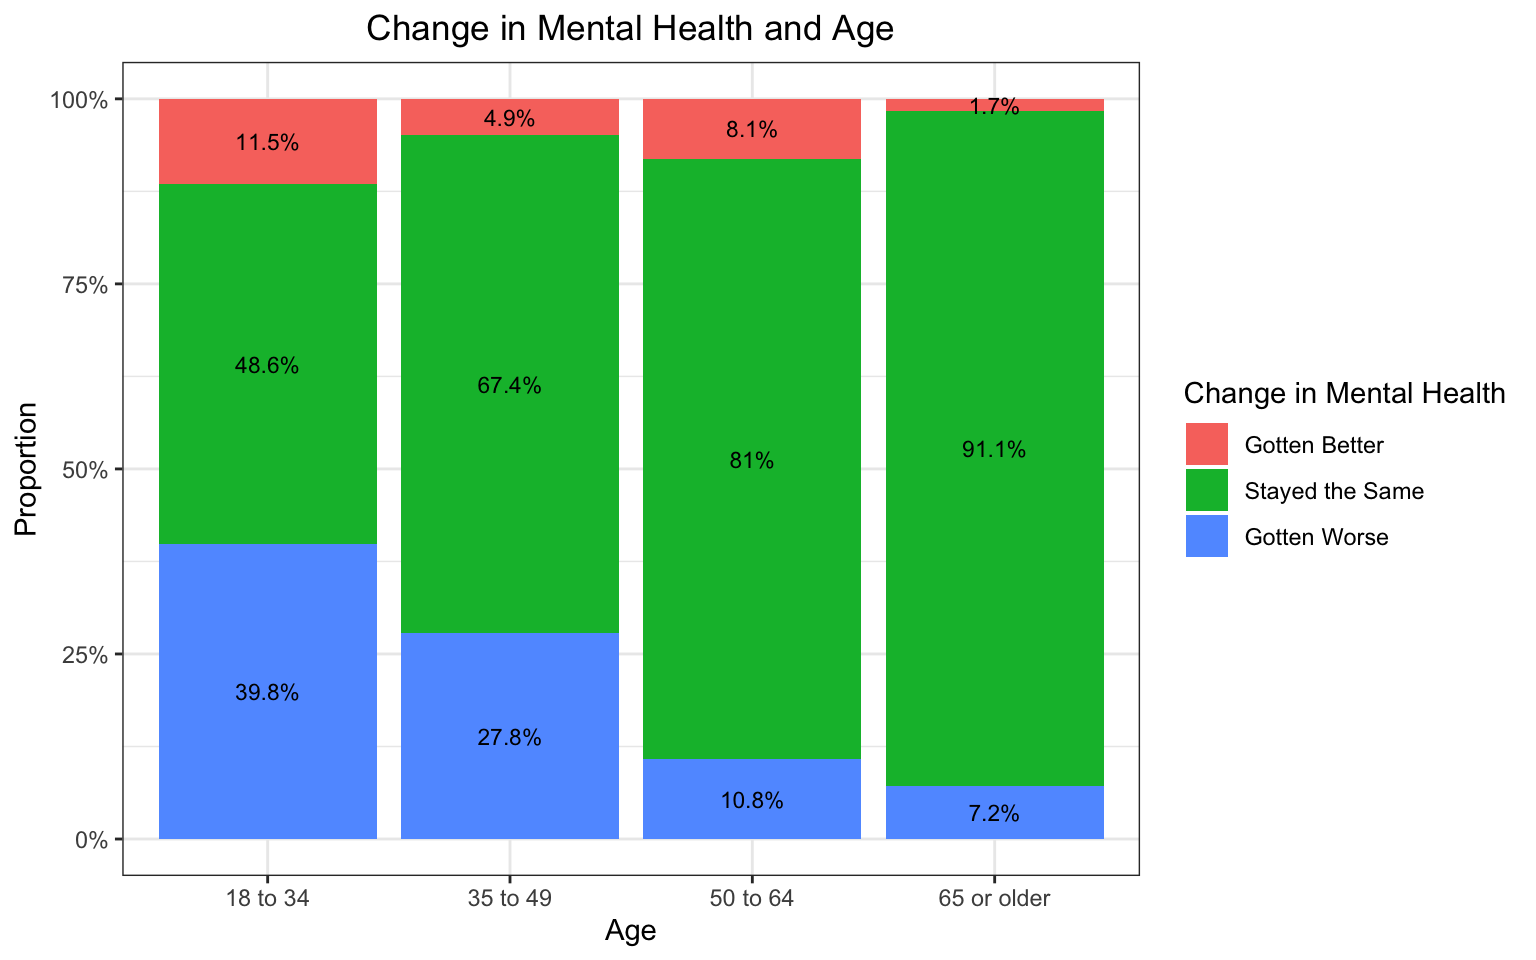 Change in Mental Health and Age
100%
75%
50%
25%
0%
Proportion
11.5%
4.9%
8.1%
1.7%
48.6%
67.4%
81%
91.1%
39.8%
27.8%
10.8%
7.2%
18 to 34
35 to 49
50 to 64
65 or older
Age
Change in Mental Health
Gotten Better
Stayed the Same
Gotten Worse